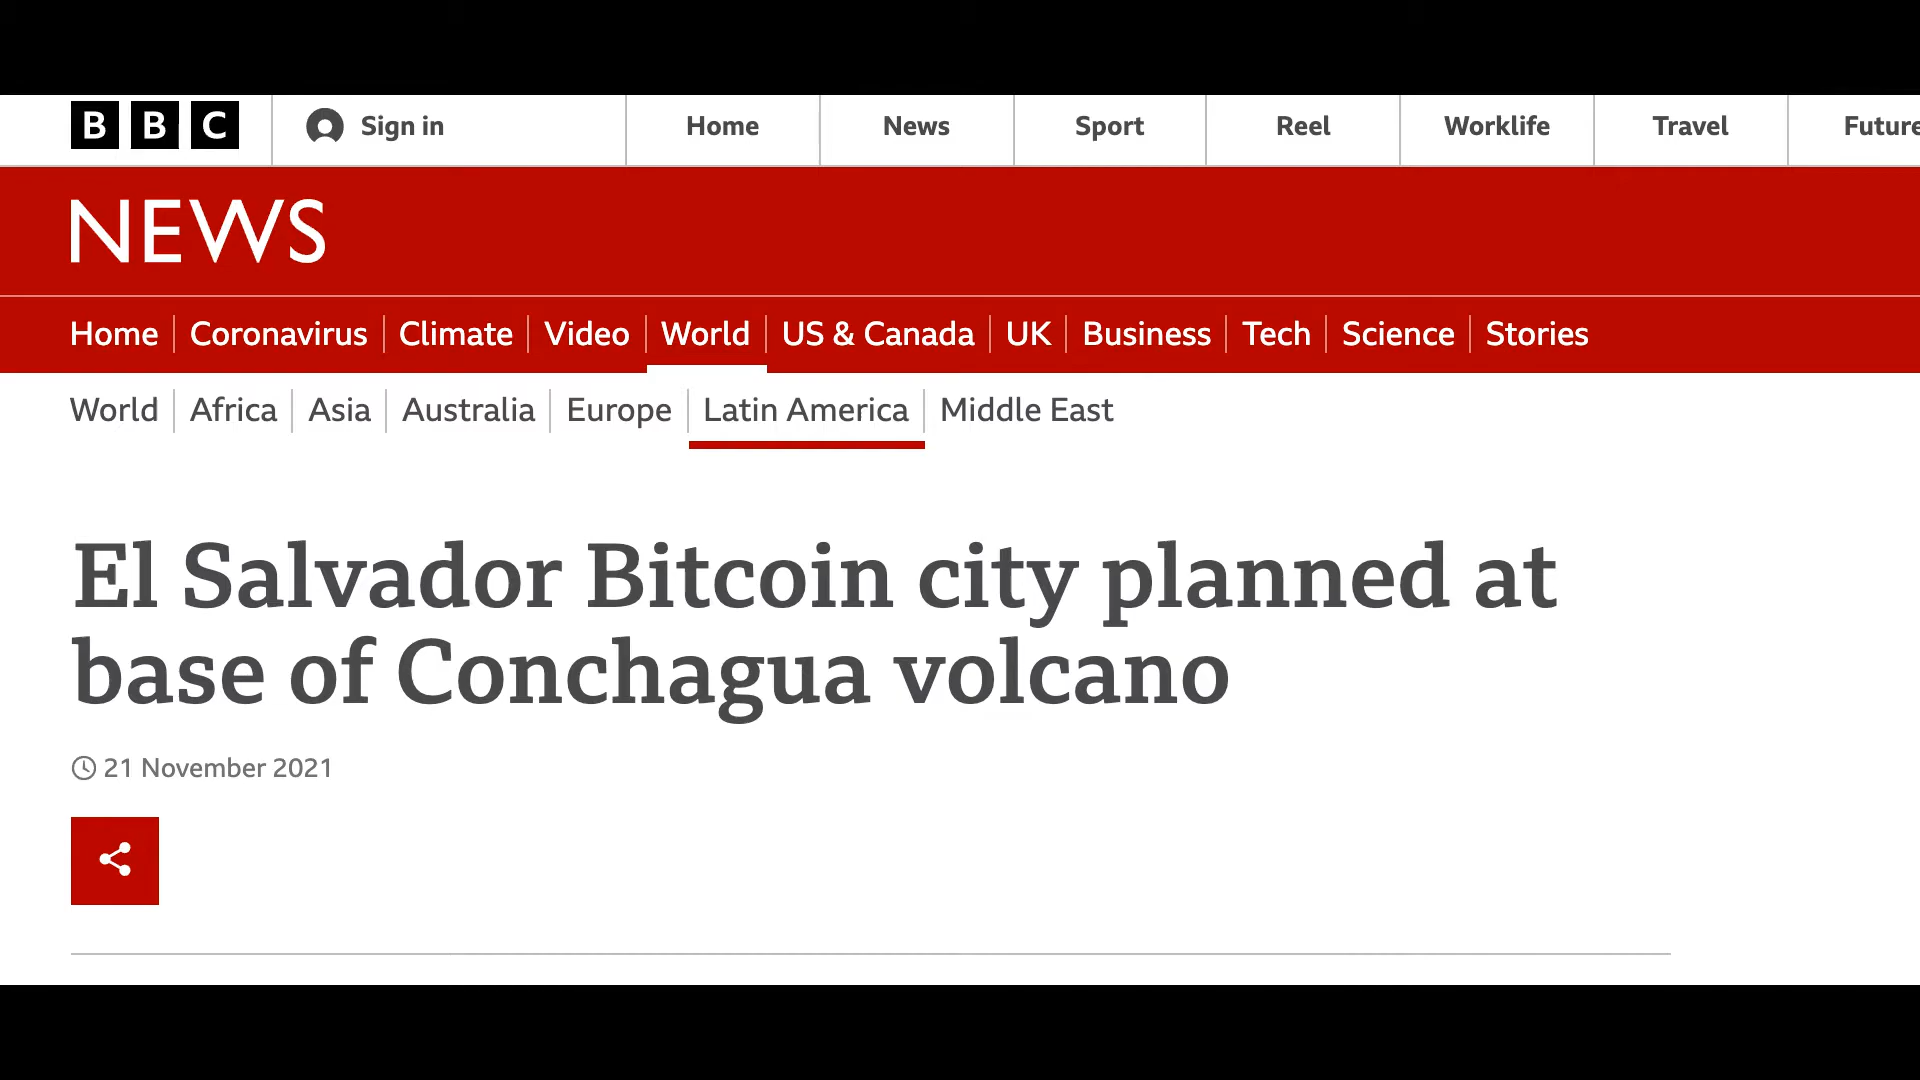 BBC Sign in Home News Sport Reel Worklife Travel Future
NEWS
Home Coronavirus Climate Video World US & Canada UK Business Tech Science Stories
World Africa Asia Australia Europe Latin America Middle East
El Salvador Bitcoin city planned at
base of Conchagua volcano
21 November 2021